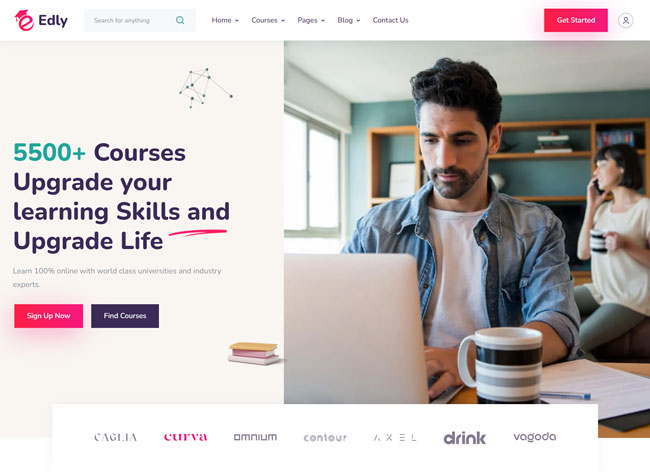 Edly
Search for anything
Home
Courses
Pages
Blog
Contact Us
Get Started
5500+ Courses
Upgrade your
learning Skills and
Upgrade Life
Learn 100% online with world class universities and industry
experts.
Sign Up Now
Find Courses
CAGLIA
curva
omnium
contour
AXEL
drink
vagoda